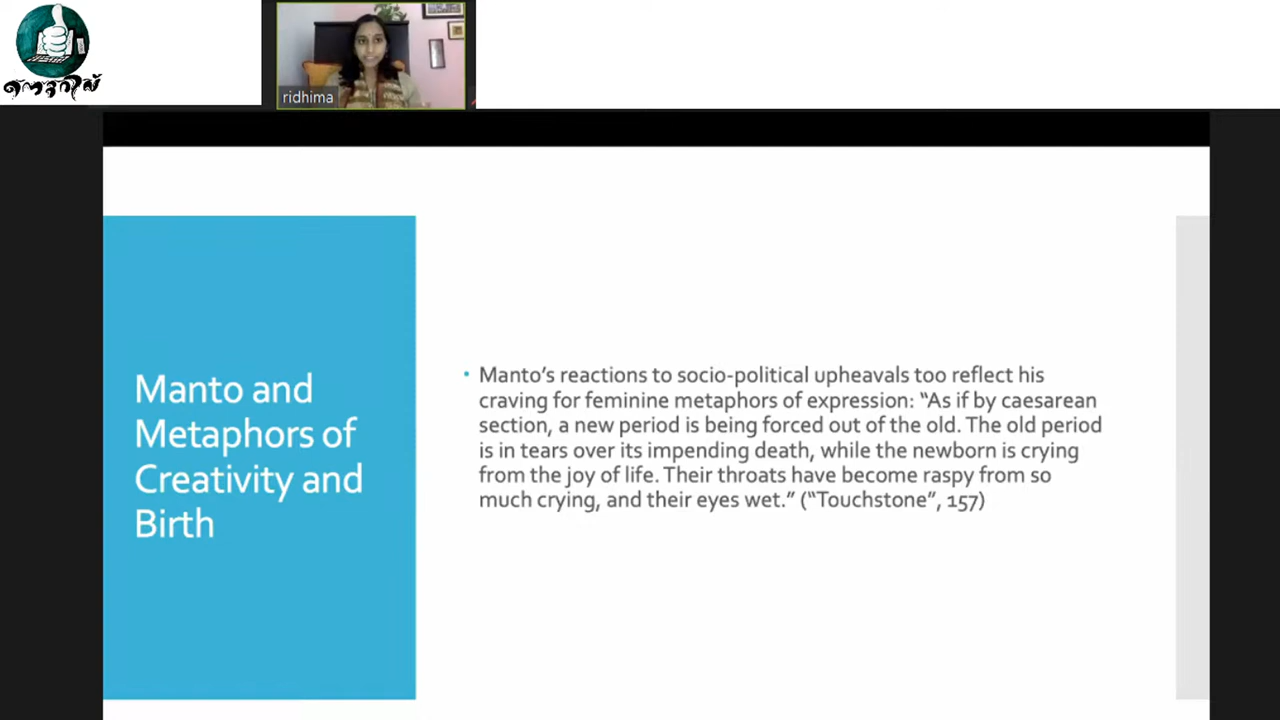 ridhima
Manto and
Metaphors of
Creativity and
Birth
• Manto’s reactions to socio-political upheavals too reflect his
craving for feminine metaphors of expression: “As if by caesarean
section, a new period is being forced out of the old. The old period
is in tears over its impending death, while the newborn is crying
from the joy of life. Their throats have become raspy from so
much crying, and their eyes wet.” (“Touchstone”, 157)